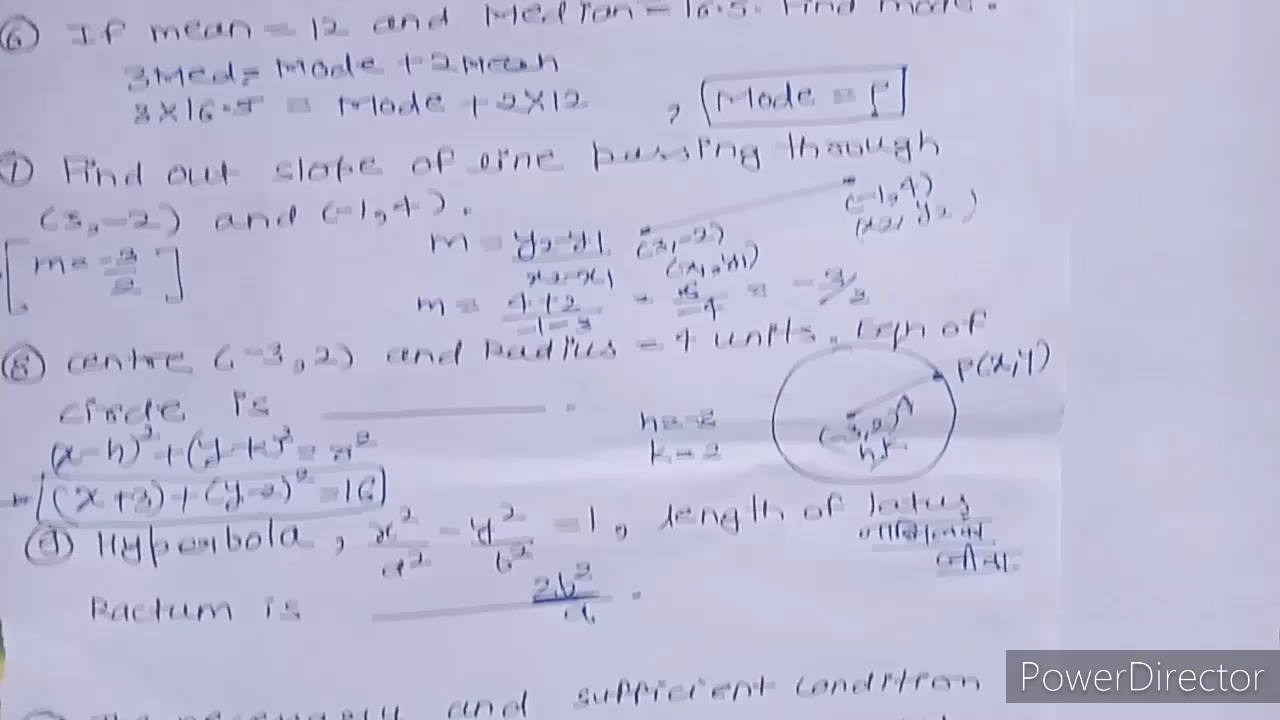 ⑥ If mean = 12 and Median = 16.5. Find mode.
3Med = Mode + 2Mean
3×16.5 = Mode + 2×12 , Mode = ?
⑦ Find out slope of line passing through
(3,-2) and (-1,4).
(-1,4)
(x2, y2)
m = y2-y1/x2-x1
(3,-2)
(x1,y1)
[m = -3/2]
m = 4+2/-1-3 = 6/-4 = -3/2
⑧ centre (-3,2) and Radius = 4 units, Eqn of
circle is ______ .
P(x,y)
h=-3
k=2
(-3,2)
h,k
(x-h)²+(y-k)²=r²
(x+3)+(y-2)²=16
⑨ Hyperbola, x²/a² - y²/b² = 1, length of latus
Ractum is 2b²/a .
and sufficient condition
PowerDirector